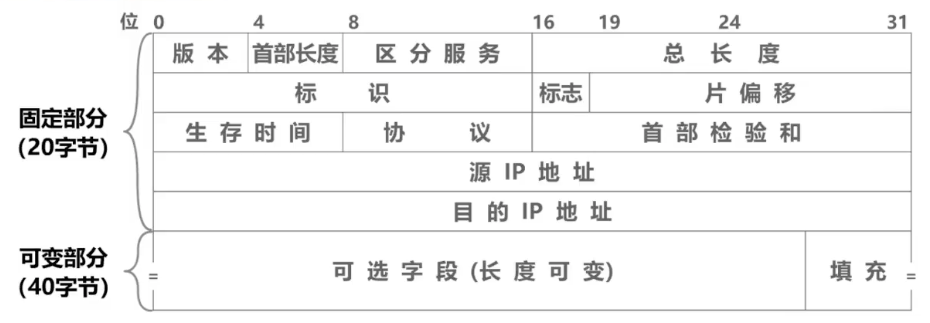 位 0 4 8 16 19 24 31
版本 首部长度 区分服务 总长度
标识 标志 片偏移
固定部分
(20字节)
生存时间 协议 首部检验和
源 IP 地址
目的 IP 地址
可变部分
(40字节)
= 可选字段 (长度可变) 填充 =